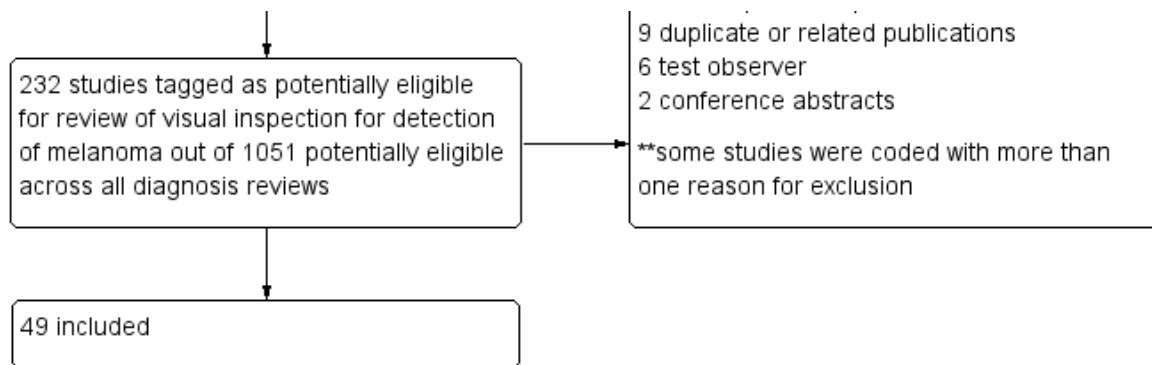 9 duplicate or related publications
6 test observer
2 conference abstracts
**some studies were coded with more than
one reason for exclusion
232 studies tagged as potentially eligible
for review of visual inspection for detection
of melanoma out of 1051 potentially eligible
across all diagnosis reviews
49 included